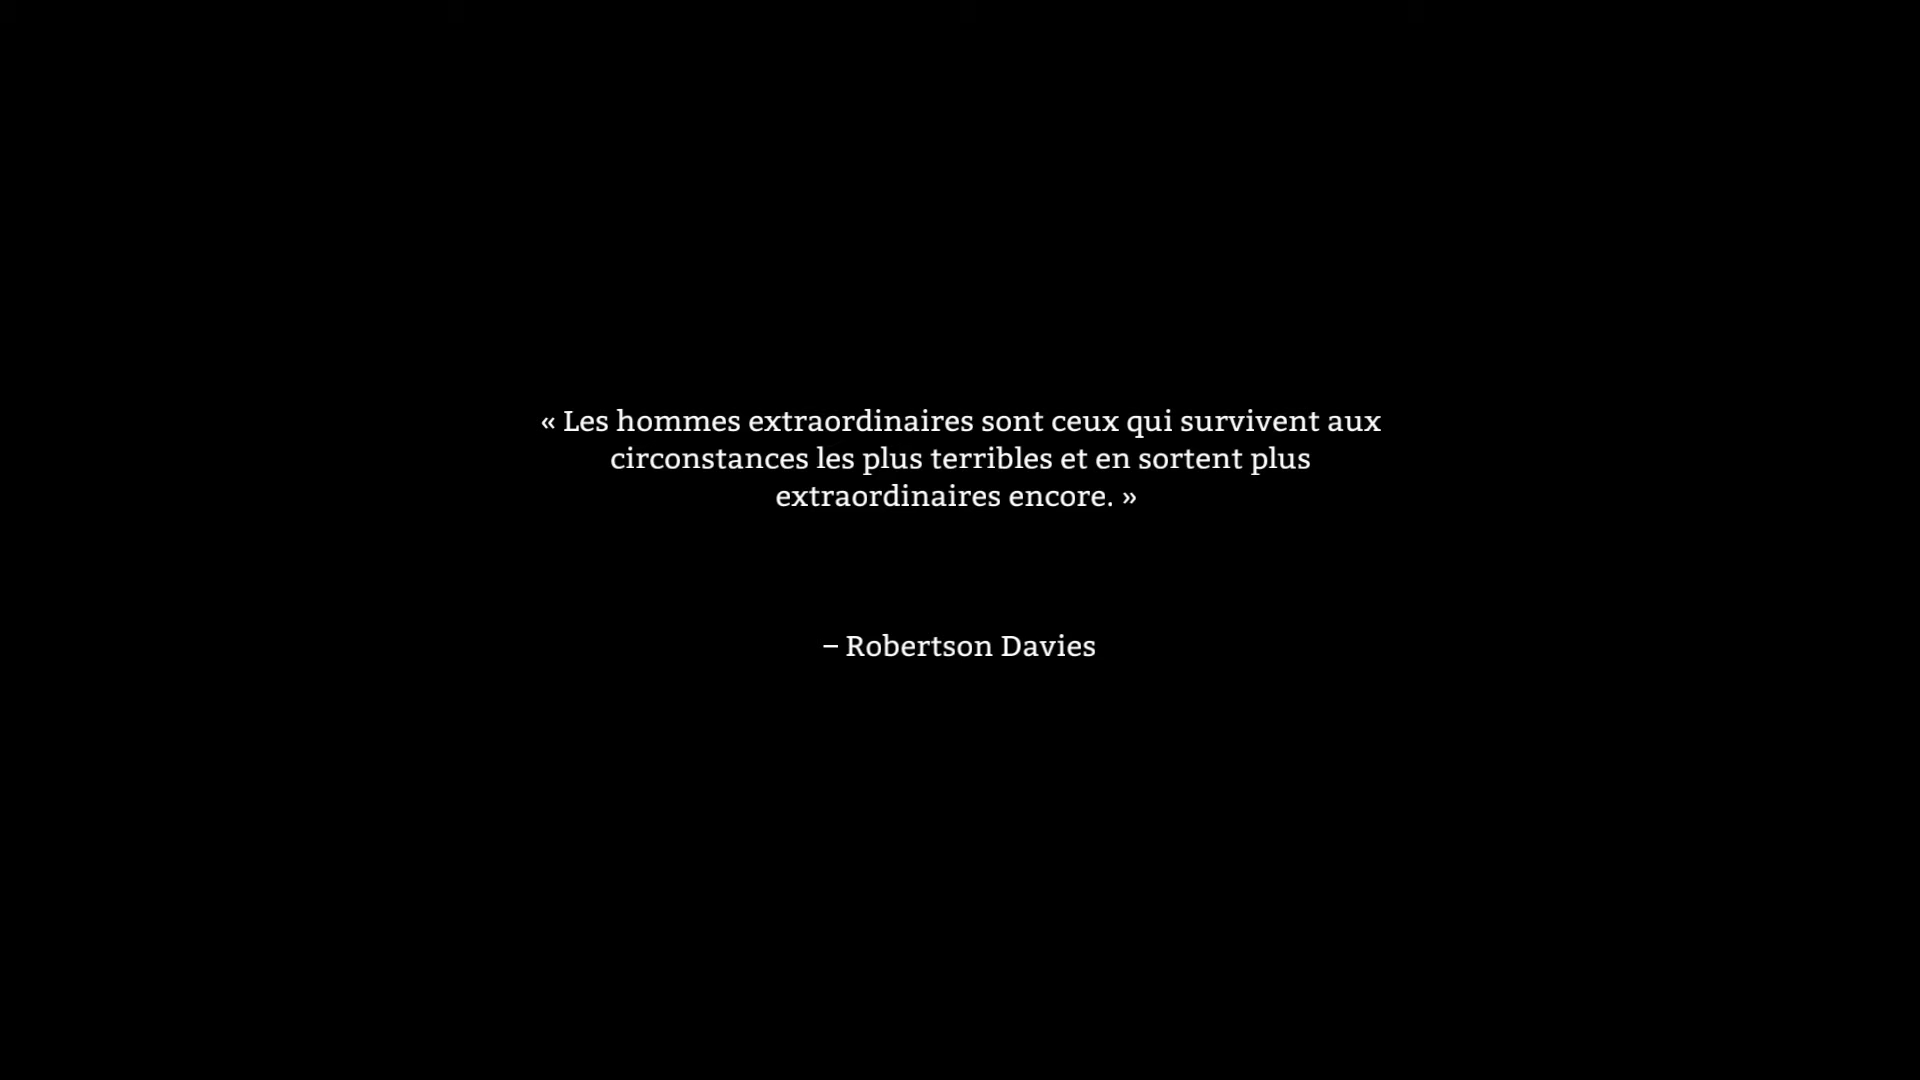 « Les hommes extraordinaires sont ceux qui survivent aux
circonstances les plus terribles et en sortent plus
extraordinaires encore. »
– Robertson Davies